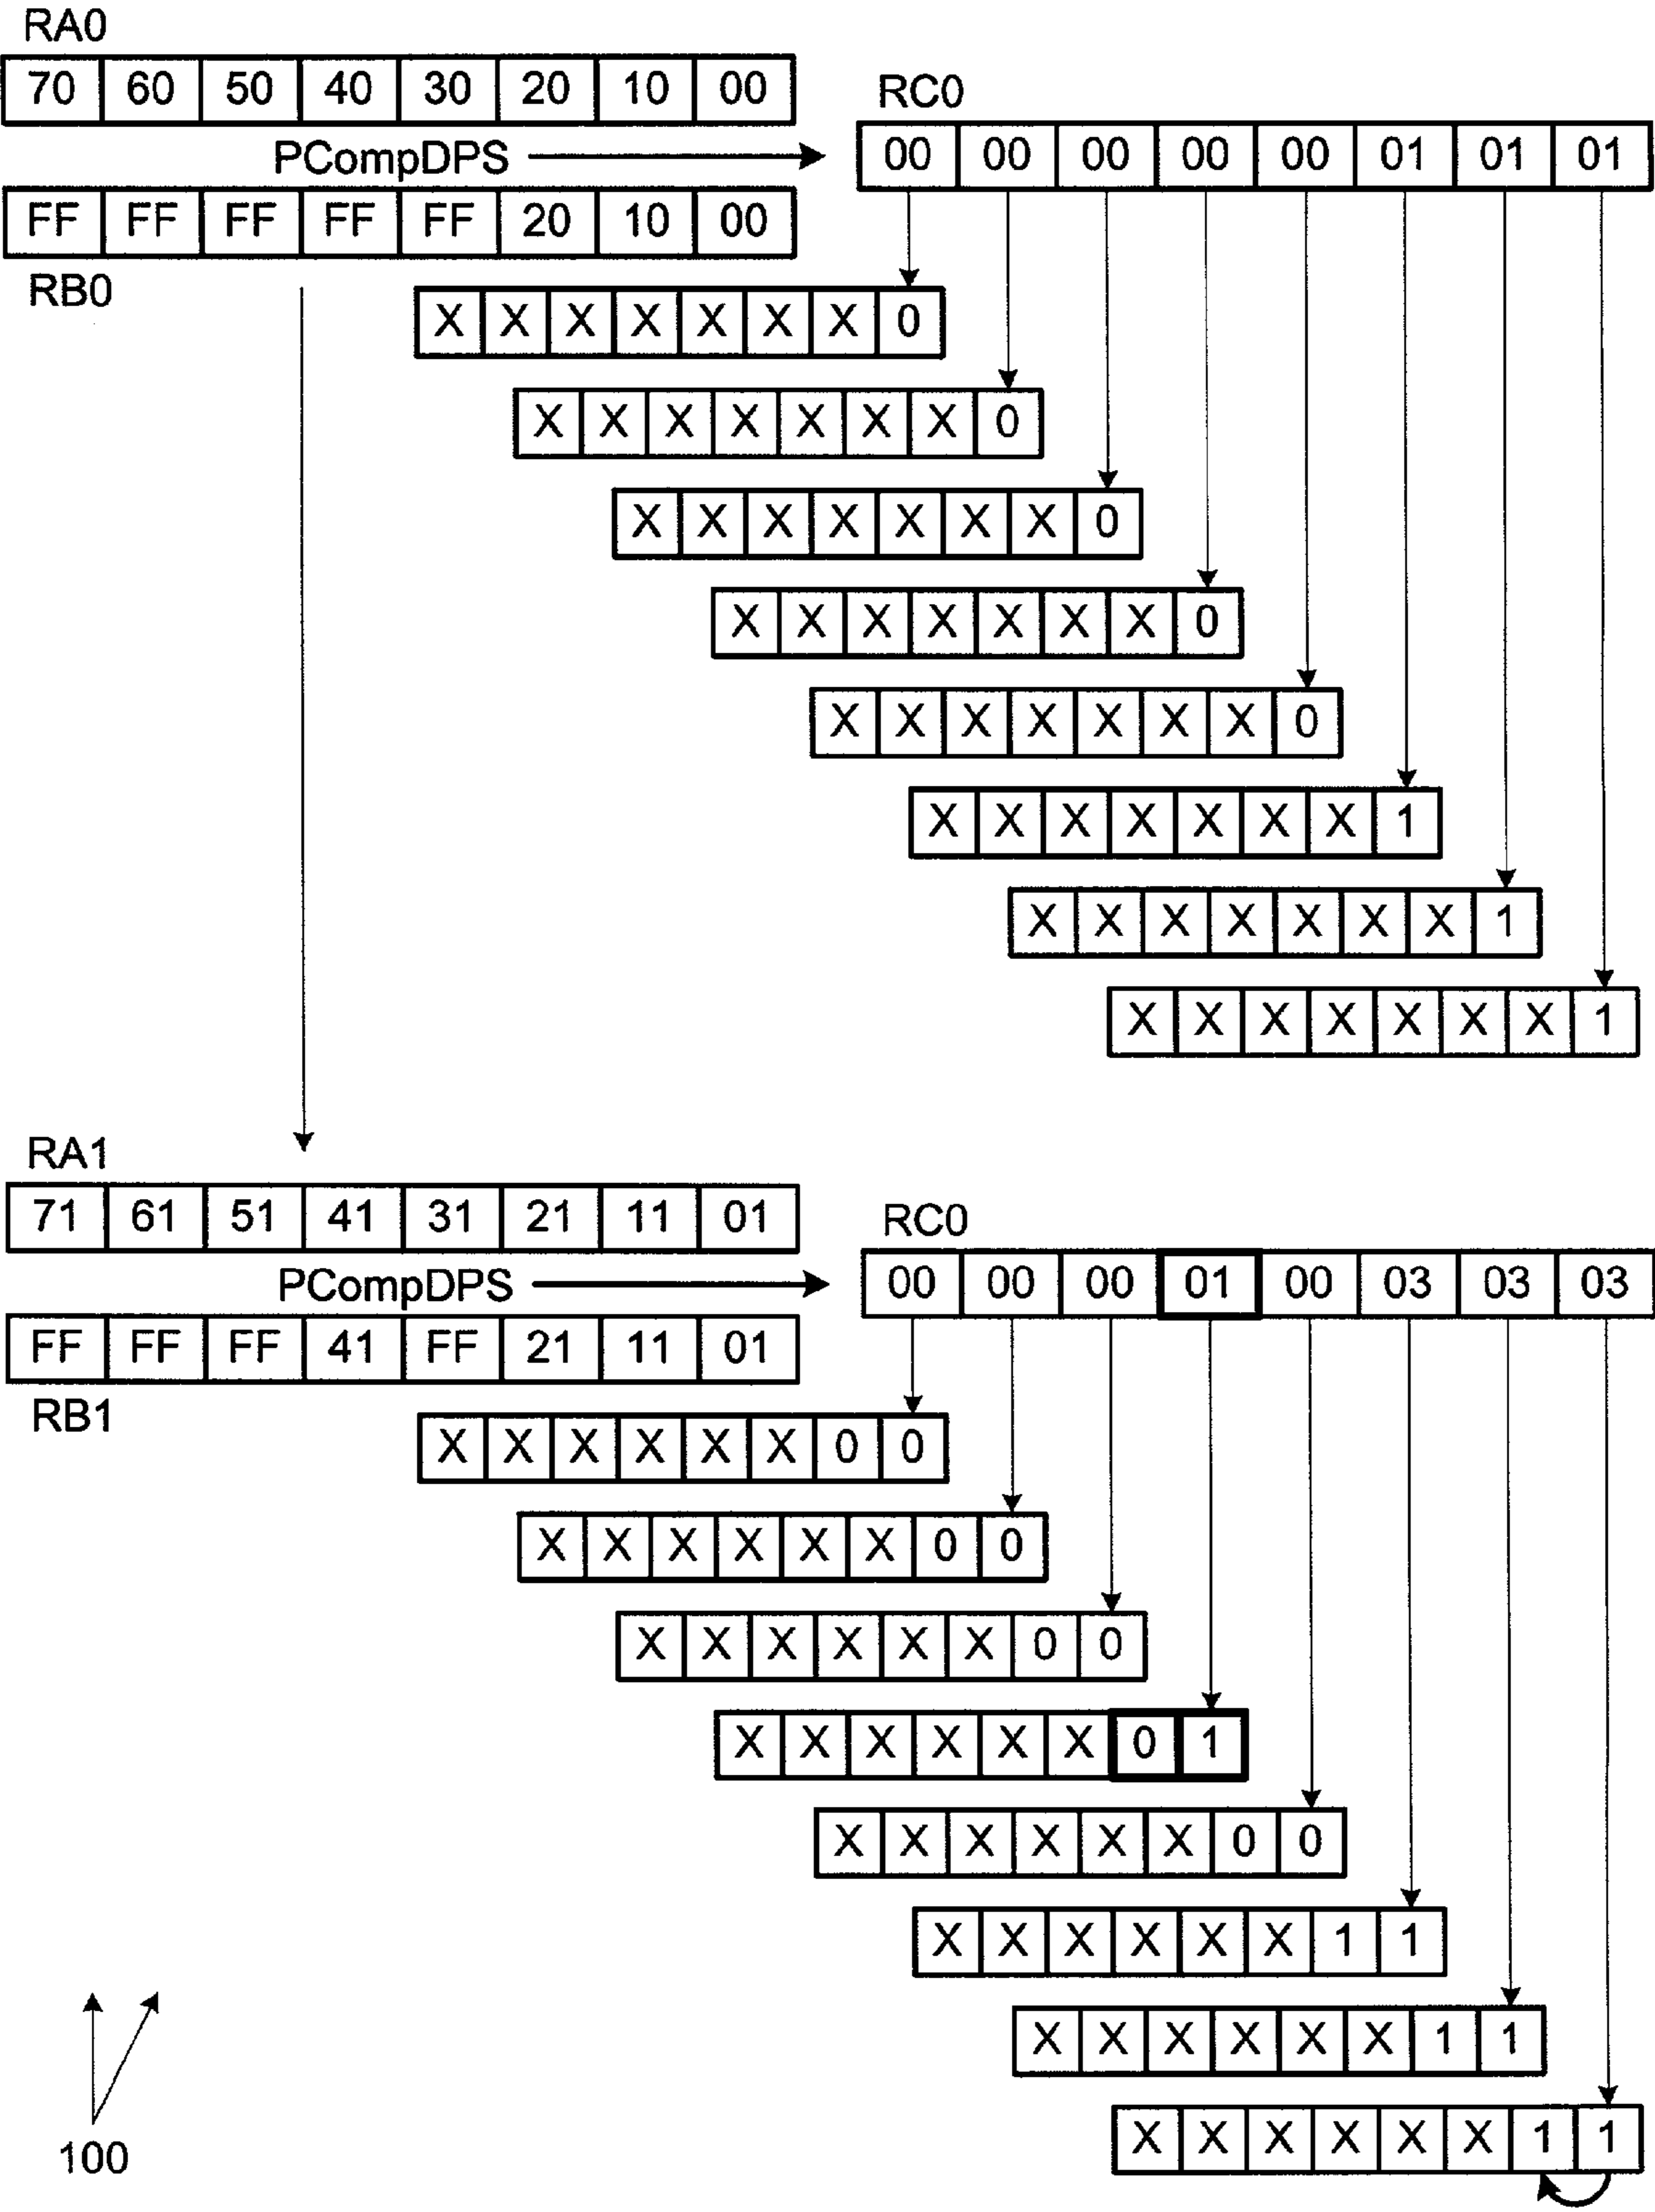 RA0
70 60 50 40 30 20 10 00
RC0
PCompDPS
00 00 00 00 00 01 01 01
FF FF FF FF FF 20 10 00
RB0
X X X X X X X 0
X X X X X X X 0
X X X X X X X 0
X X X X X X X 0
X X X X X X X 0
X X X X X X X 1
X X X X X X X 1
X X X X X X X 1
RA1
71 61 51 41 31 21 11 01
RC0
PCompDPS
00 00 00 01 00 03 03 03
FF FF FF 41 FF 21 11 01
RB1
X X X X X X 0 0
X X X X X X 0 0
X X X X X X 0 0
X X X X X X 0 1
X X X X X X 0 0
X X X X X X 1 1
X X X X X X 1 1
X X X X X X 1 1
100